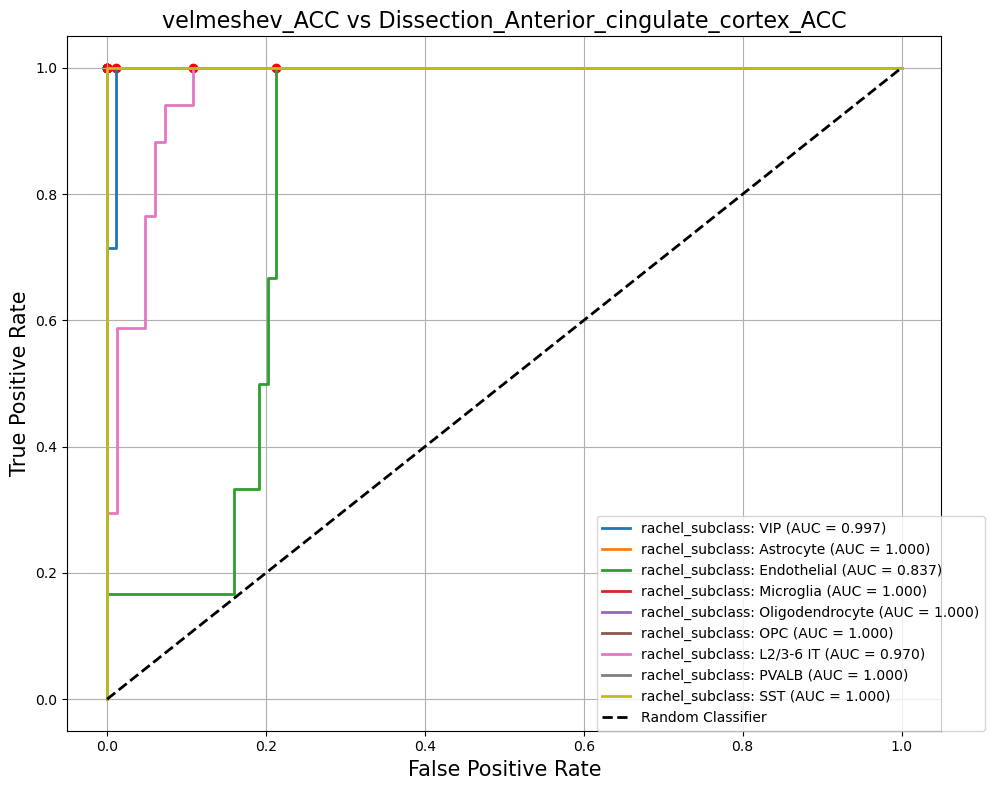 velmeshev_ACC vs Dissection_Anterior_cingulate_cortex_ACC
True Positive Rate
1.0
0.8
0.6
0.4
0.2
0.0
rachel_subclass: VIP (AUC = 0.997)
rachel_subclass: Astrocyte (AUC = 1.000)
rachel_subclass: Endothelial (AUC = 0.837)
rachel_subclass: Microglia (AUC = 1.000)
rachel_subclass: Oligodendrocyte (AUC = 1.000)
rachel_subclass: OPC (AUC = 1.000)
rachel_subclass: L2/3-6 IT (AUC = 0.970)
rachel_subclass: PVALB (AUC = 1.000)
rachel_subclass: SST (AUC = 1.000)
Random Classifier
0.0 0.2 0.4 0.6 0.8 1.0
False Positive Rate